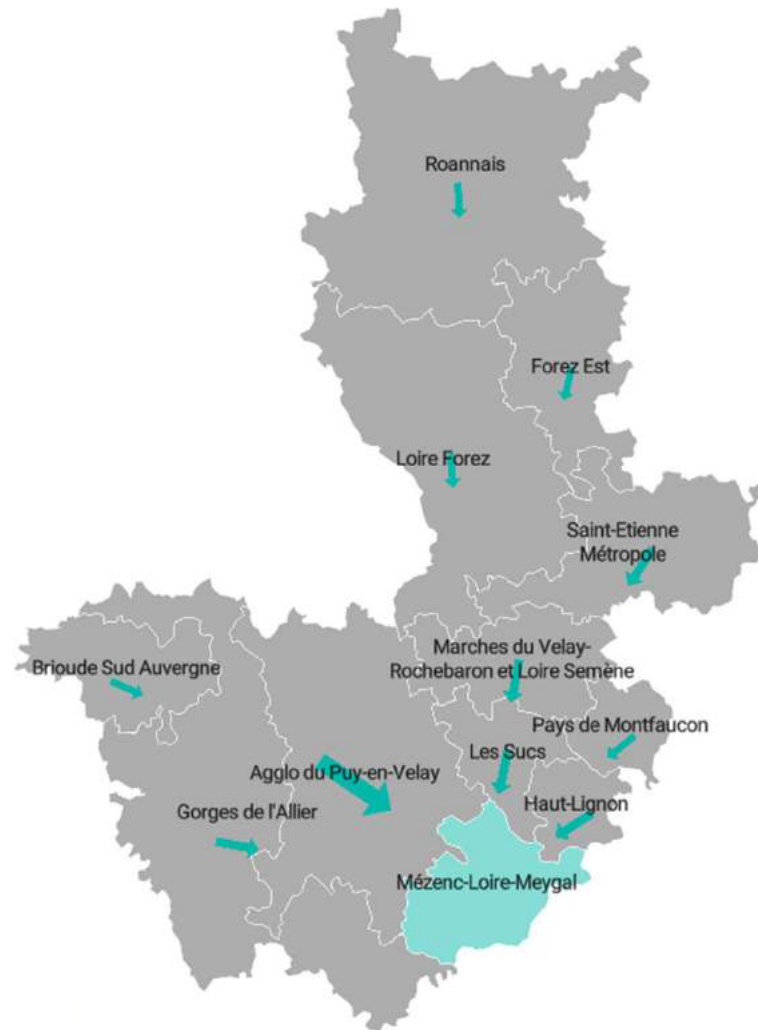 Roannais
Forez Est
Loire Forez
Saint-Etienne
Métropole
Marches du Velay-
Rochebaron et Loire Semène
Brioude Sud Auvergne
Pays de Montfaucon
Les Sucs
Agglo du Puy-en-Velay
Haut-Lignon
Gorges de l'Allier
Mézenc-Loire-Meygal